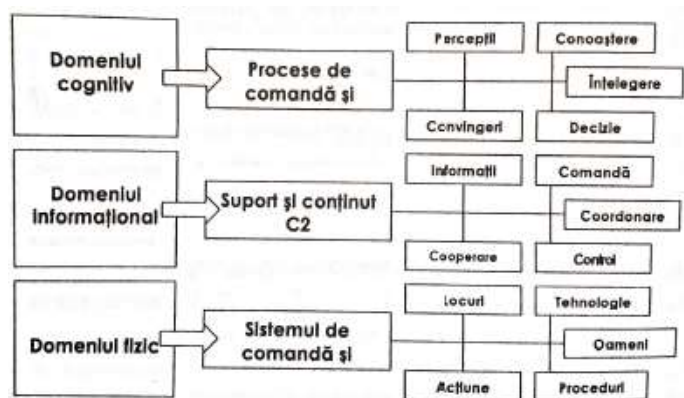 Domeniul
cognitiv
Procese de
comandă și
Percepții
Conoaștere
Înțelegere
Convingeri
Decizie
Domeniul
informațional
Suport și conținut
C2
Informații
Comandă
Coordonare
Cooperare
Control
Domeniul fizic
Sistemul de
comandă și
Locuri
Tehnologie
Oameni
Acțiune
Proceduri